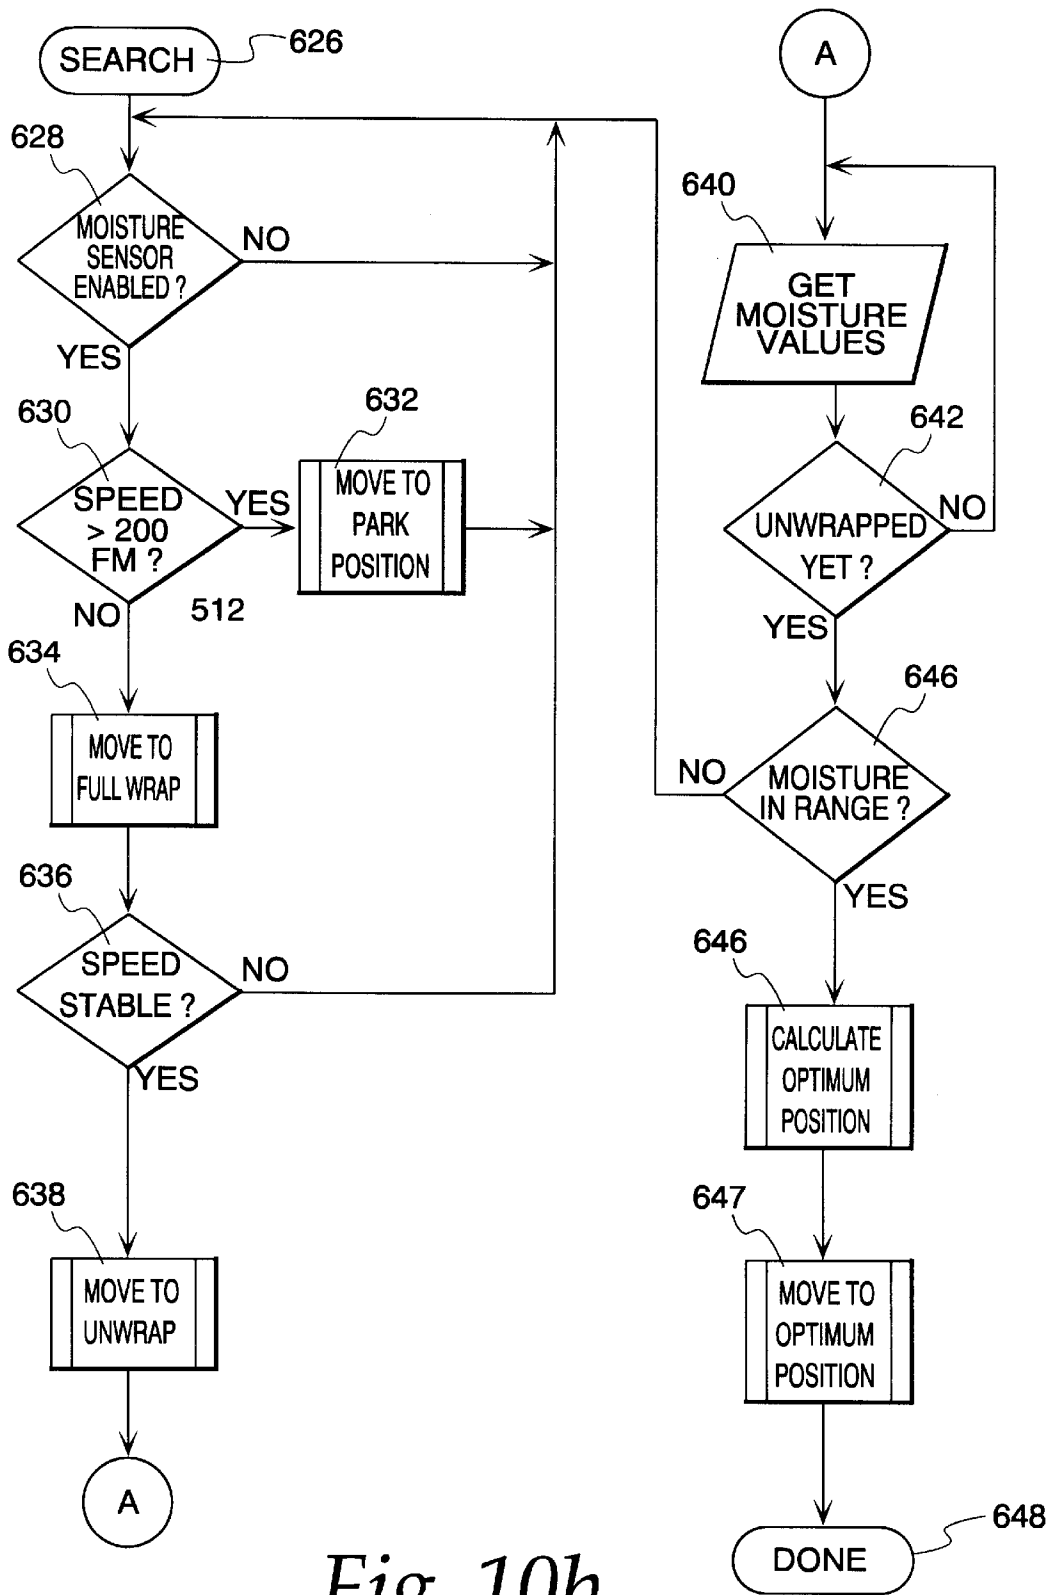 SEARCH
626
628
MOISTURE
SENSOR
ENABLED ?
NO
YES
630
SPEED
> 200
FM ?
YES
NO
632
MOVE TO
PARK
POSITION
512
634
MOVE TO
FULL WRAP
636
SPEED
STABLE ?
NO
YES
638
MOVE TO
UNWRAP
A
A
640
GET
MOISTURE
VALUES
642
UNWRAPPED
YET ?
NO
YES
646
MOISTURE
IN RANGE ?
NO
YES
646
CALCULATE
OPTIMUM
POSITION
647
MOVE TO
OPTIMUM
POSITION
648
DONE
Fig. 10b